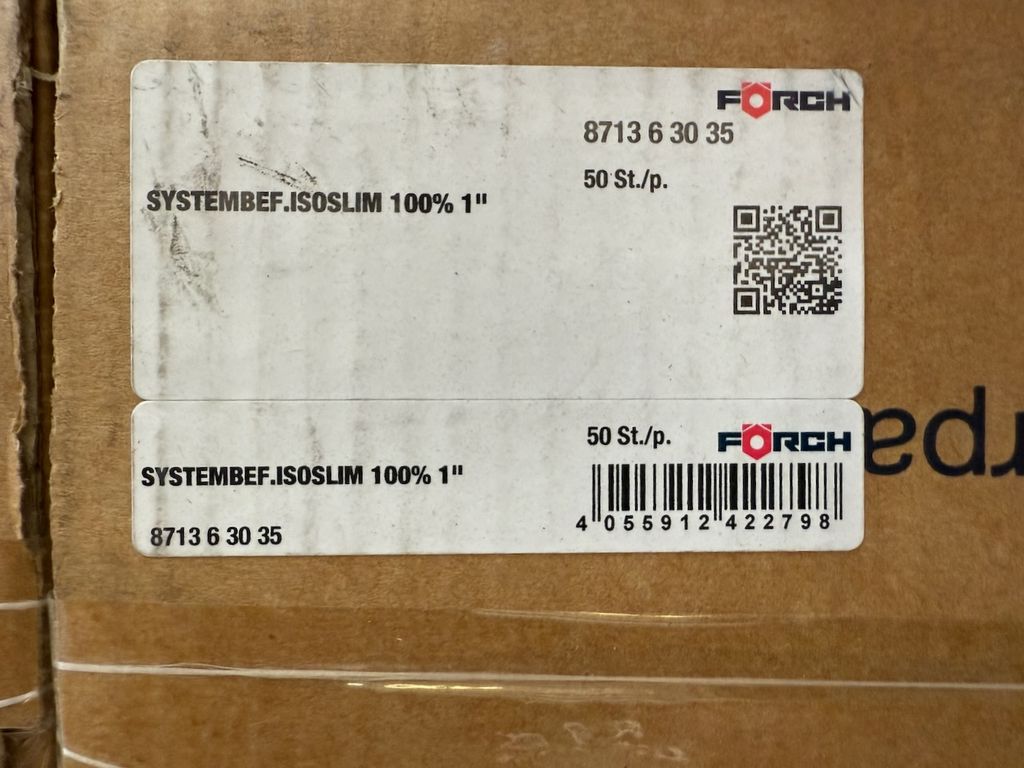 FÖRCH
8713 6 30 35
50 St./p.
SYSTEMBEF.ISOSLIM 100% 1"
50 St./p.
FÖRCH
SYSTEMBEF.ISOSLIM 100% 1"
8713 6 30 35
4 055912 422798
rpa